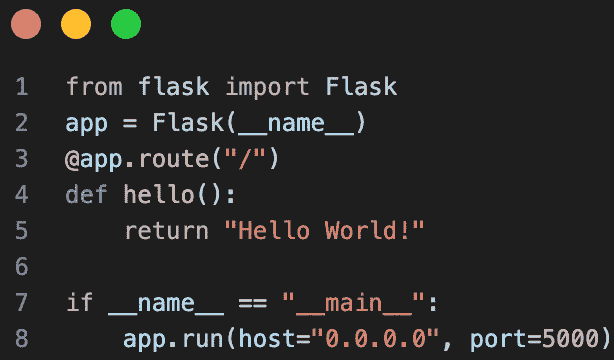 1 from flask import Flask
2 app = Flask(__name__)
3 @app.route("/")
4 def hello():
5     return "Hello World!"
6
7 if __name__ == "__main__":
8     app.run(host="0.0.0.0", port=5000)